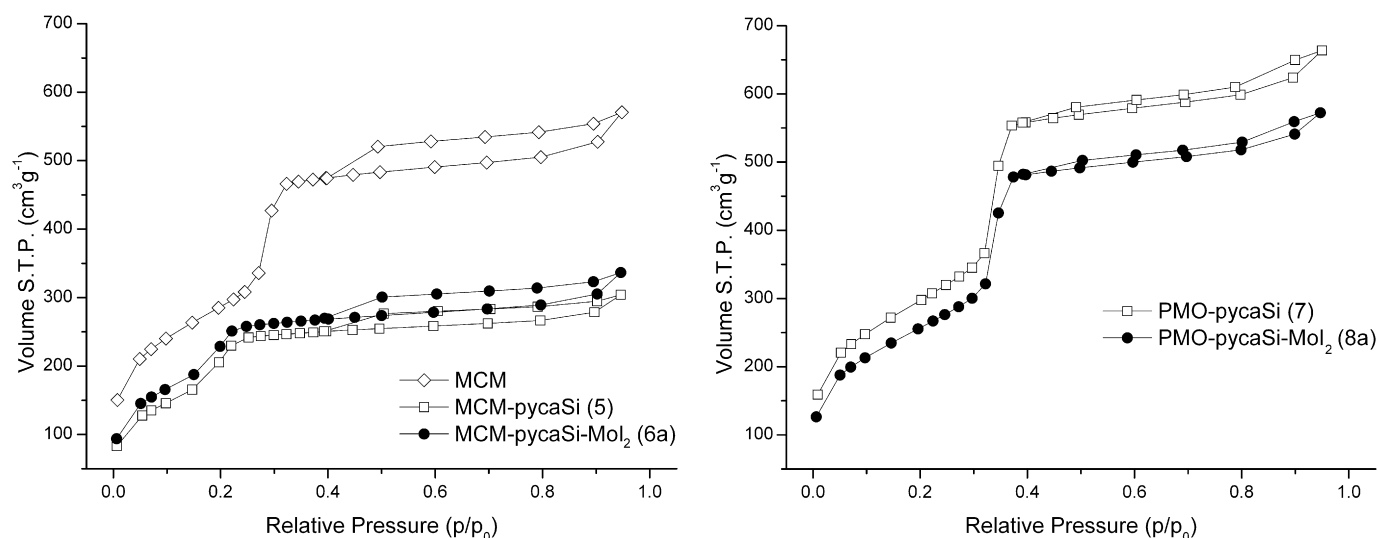 700
600
500
400
300
200
100
Volume S.T.P. (cm³g⁻¹)
0.0 0.2 0.4 0.6 0.8 1.0
Relative Pressure (p/p₀)
MCM
MCM-pycaSi (5)
MCM-pycaSi-MoI₂ (6a)
700
600
500
400
300
200
100
Volume S.T.P. (cm³g⁻¹)
0.0 0.2 0.4 0.6 0.8 1.0
Relative Pressure (p/p₀)
PMO-pycaSi (7)
PMO-pycaSi-MoI₂ (8a)